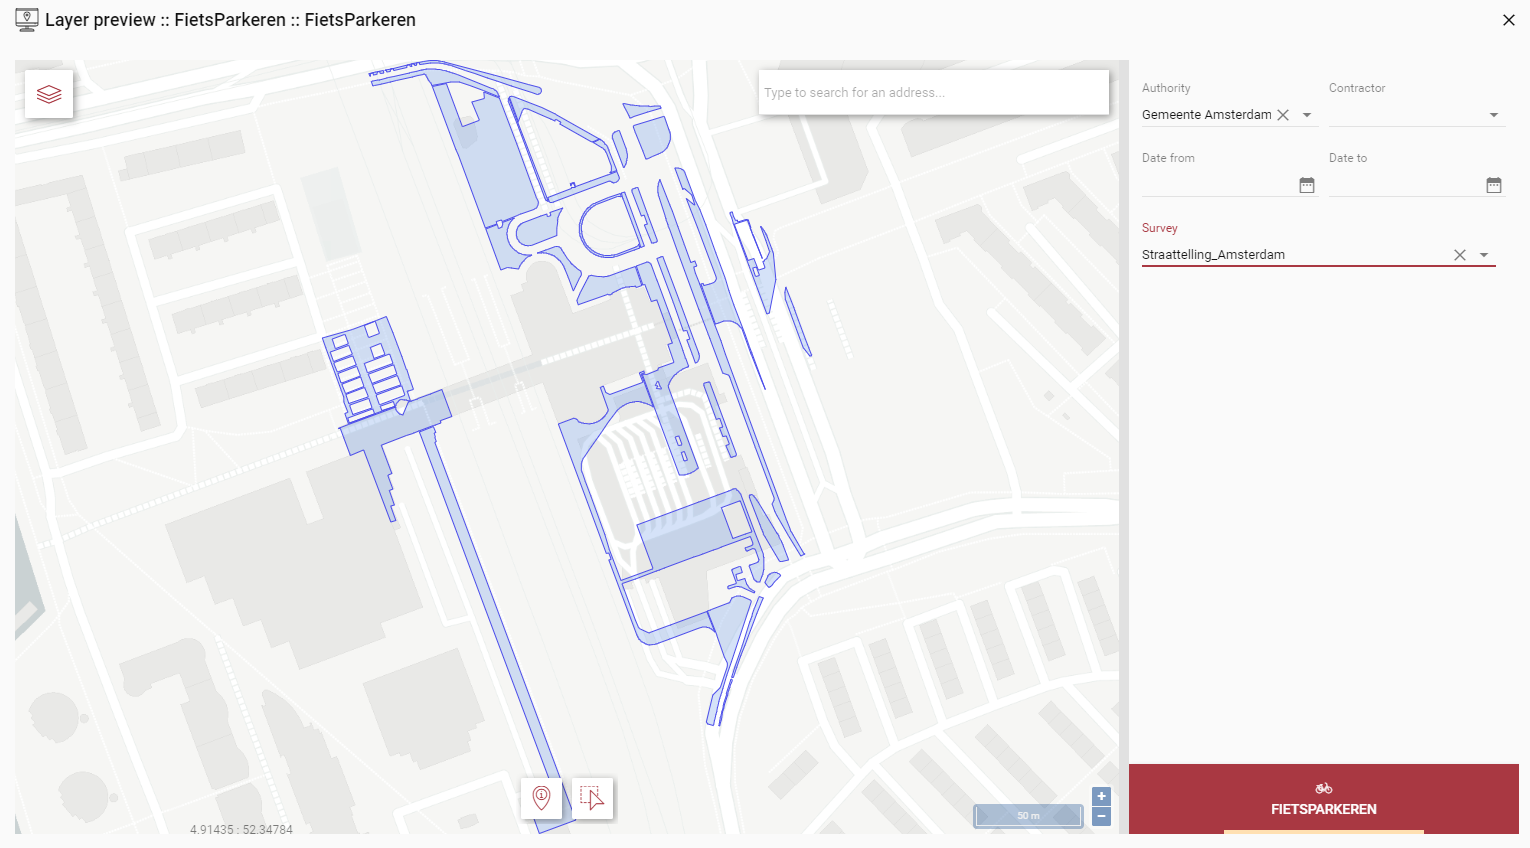 Layer preview :: FietsParkeren :: FietsParkeren
Type to search for an address...
Authority
Contractor
Gemeente Amsterdam
Date from
Date to
Survey
Straattelling_Amsterdam
+
−
50 m
4.91435 : 52.34784
FIETSPARKEREN